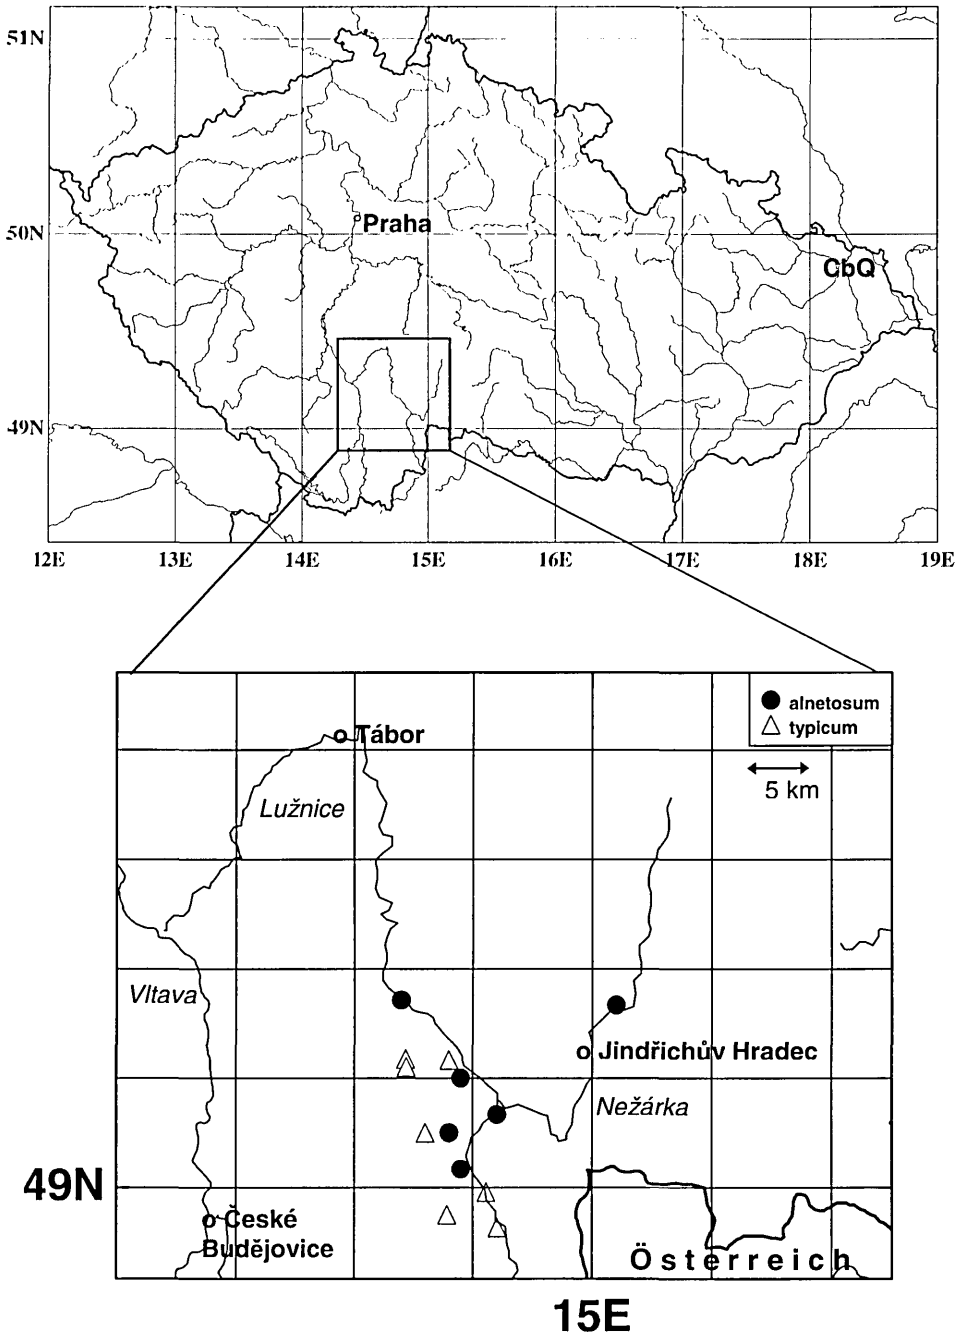 51N
Praha
50N
CbQ
49N
12E 13E 14E 15E 16E 17E 18E 19E
alnetosum
typicum
5 km
Tábor
Lužnice
Vltava
Jindřichův Hradec
Nežárka
49N
České
Budějovice
Österreich
15E